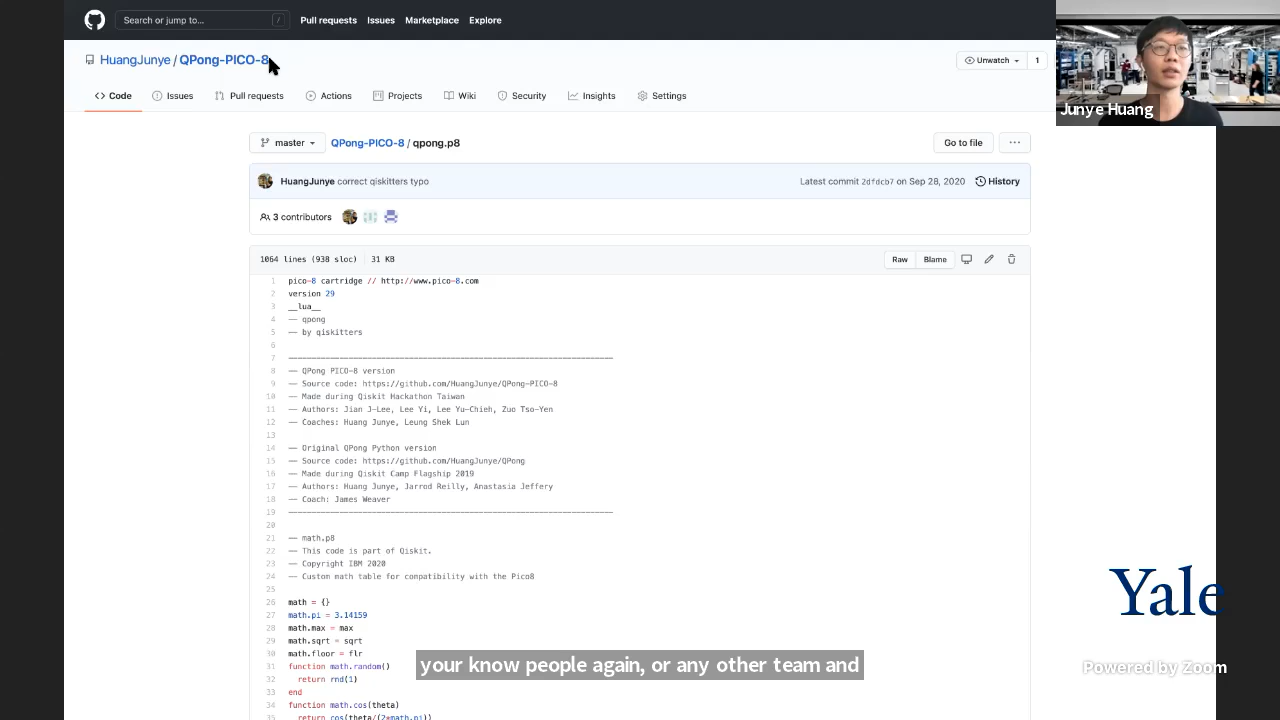 Search or jump to... / Pull requests Issues Marketplace Explore
HuangJunye / QPong-PICO-8 Unwatch 1
Junye Huang
<> Code Issues Pull requests Actions Projects Wiki Security Insights Settings
master QPong-PICO-8 / qpong.p8 Go to file ...
HuangJunye correct qiskitters typo Latest commit 2dfdcb7 on Sep 28, 2020 History
3 contributors
1064 lines (938 sloc) 31 KB Raw Blame
1 pico-8 cartridge // http://www.pico-8.com
2 version 29
3 __lua__
4 -- qpong
5 -- by qiskitters
6
7 ------------------------------------------------------------------------
8 -- QPong PICO-8 version
9 -- Source code: https://github.com/HuangJunye/QPong-PICO-8
10 -- Made during Qiskit Hackathon Taiwan
11 -- Authors: Jian J-Lee, Lee Yi, Lee Yu-Chieh, Zuo Tso-Yen
12 -- Coaches: Huang Junye, Leung Shek Lun
13
14 -- Original QPong Python version
15 -- Source code: https://github.com/HuangJunye/QPong
16 -- Made during Qiskit Camp Flagship 2019
17 -- Authors: Huang Junye, Jarrod Reilly, Anastasia Jeffery
18 -- Coach: James Weaver
19 ------------------------------------------------------------------------
20
21 -- math.p8
22 -- This code is part of Qiskit.
23 -- Copyright IBM 2020
24 -- Custom math table for compatibility with the Pico8
25
26 math = {}
27 math.pi = 3.14159
28 math.max = max
29 math.sqrt = sqrt
30 math.floor = flr
31 function math.random()
32 return rnd(1)
33 end
34 function math.cos(theta)
35 return cos(theta/(2*math.pi))
your know people again, or any other team and
Yale
Powered by Zoom